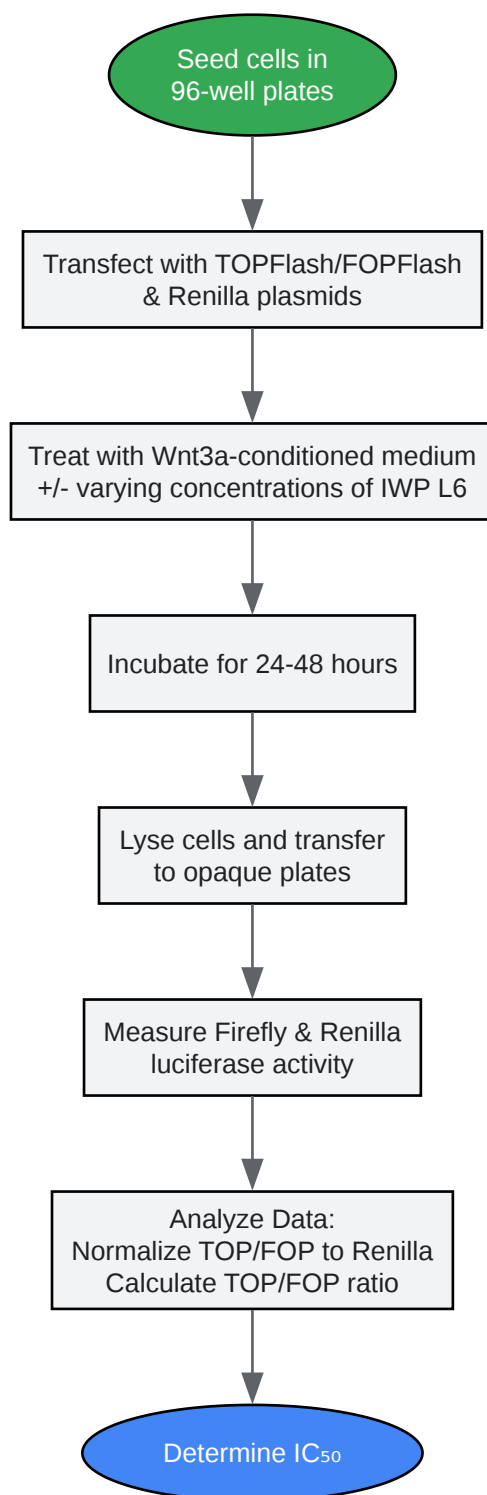 Seed cells in
96-well plates
Transfect with TOPFlash/FOPFlash
& Renilla plasmids
Treat with Wnt3a-conditioned medium
+/- varying concentrations of IWP L6
Incubate for 24-48 hours
Lyse cells and transfer
to opaque plates
Measure Firefly & Renilla
luciferase activity
Analyze Data:
Normalize TOP/FOP to Renilla
Calculate TOP/FOP ratio
Determine IC₅₀